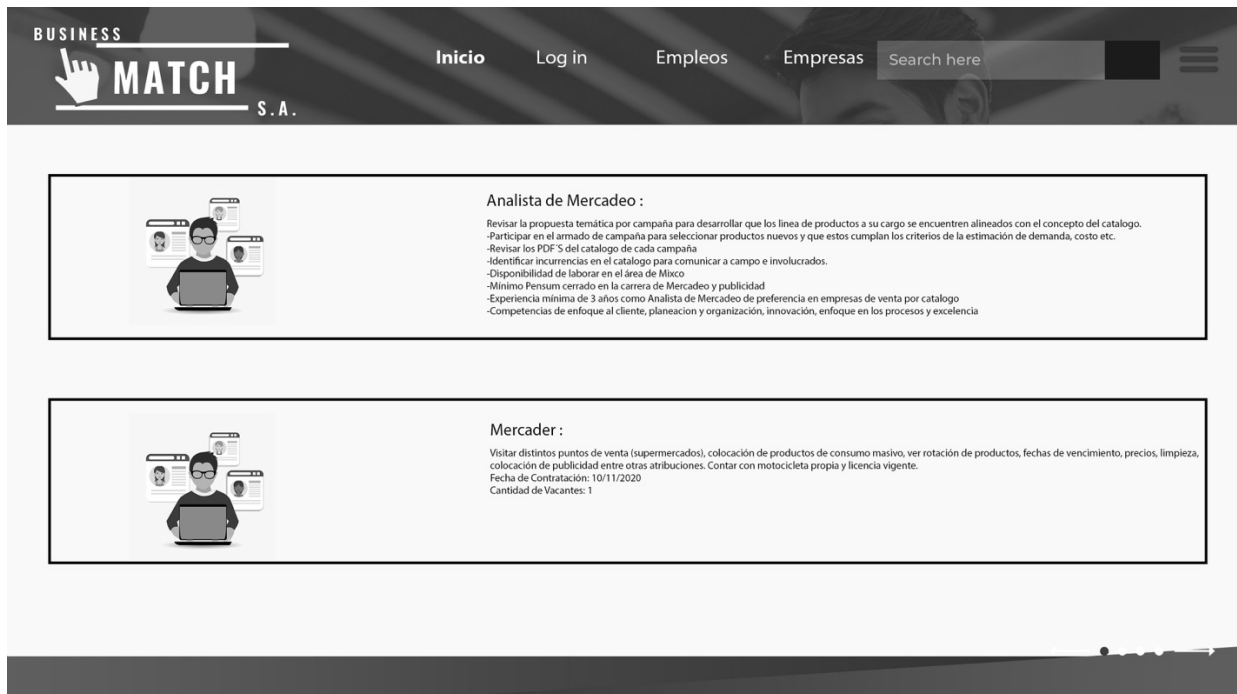 BUSINESS
MATCH
S.A.
Inicio Log in Empleos Empresas Search here
Analista de Mercadeo :
Revisar la propuesta temática por campaña para desarrollar que los linea de productos a su cargo se encuentren alineados con el concepto del catalogo.
-Participar en el armado de campaña para seleccionar productos nuevos y que estos cumplan los criterios de la estimación de demanda, costo etc.
-Revisar los PDF´S del catalogo de cada campaña
-Identificar incurrencias en el catalogo para comunicar a campo e involucrados.
-Disponibilidad de laborar en el área de Mixco
-Mínimo Pensum cerrado en la carrera de Mercadeo y publicidad
-Experiencia mínima de 3 años como Analista de Mercadeo de preferencia en empresas de venta por catalogo
-Competencias de enfoque al cliente, planeacion y organización, innovación, enfoque en los procesos y excelencia
Mercader :
Visitar distintos puntos de venta (supermercados), colocación de productos de consumo masivo, ver rotación de productos, fechas de vencimiento, precios, limpieza,
colocación de publicidad entre otras atribuciones. Contar con motocicleta propia y licencia vigente.
Fecha de Contratación: 10/11/2020
Cantidad de Vacantes: 1